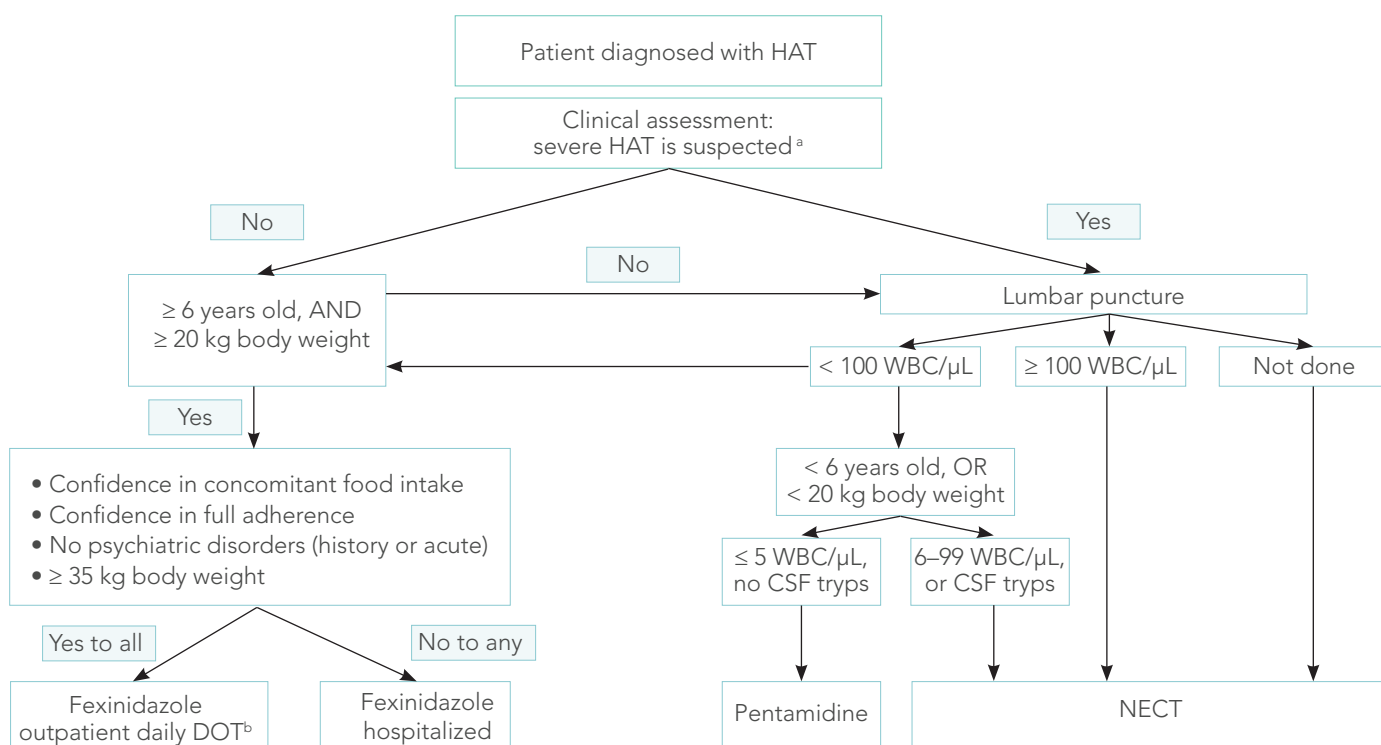 Patient diagnosed with HAT
Clinical assessment:
severe HAT is suspected a
No
Yes
No
≥ 6 years old, AND
≥ 20 kg body weight
Lumbar puncture
< 100 WBC/µL
≥ 100 WBC/µL
Not done
Yes
• Confidence in concomitant food intake
• Confidence in full adherence
• No psychiatric disorders (history or acute)
• ≥ 35 kg body weight
< 6 years old, OR
< 20 kg body weight
≤ 5 WBC/µL,
no CSF tryps
6–99 WBC/µL,
or CSF tryps
Yes to all
No to any
Fexinidazole
outpatient daily DOTb
Fexinidazole
hospitalized
Pentamidine
NECT